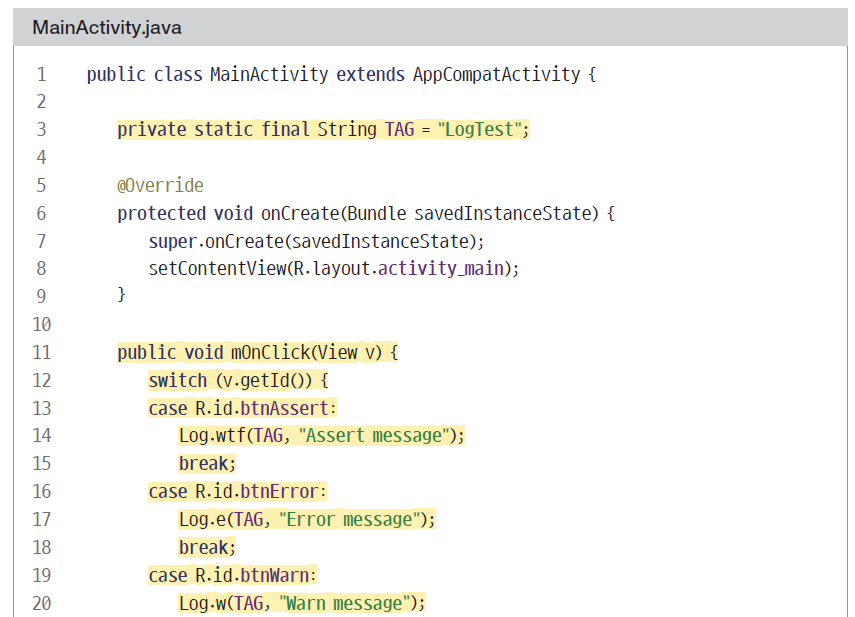 MainActivity.java
1 public class MainActivity extends AppCompatActivity {
2
3 private static final String TAG = "LogTest";
4
5 @Override
6 protected void onCreate(Bundle savedInstanceState) {
7 super.onCreate(savedInstanceState);
8 setContentView(R.layout.activity_main);
9 }
10
11 public void mOnClick(View v) {
12 switch (v.getId()) {
13 case R.id.btnAssert:
14 Log.wtf(TAG, "Assert message");
15 break;
16 case R.id.btnError:
17 Log.e(TAG, "Error message");
18 break;
19 case R.id.btnWarn:
20 Log.w(TAG, "Warn message");